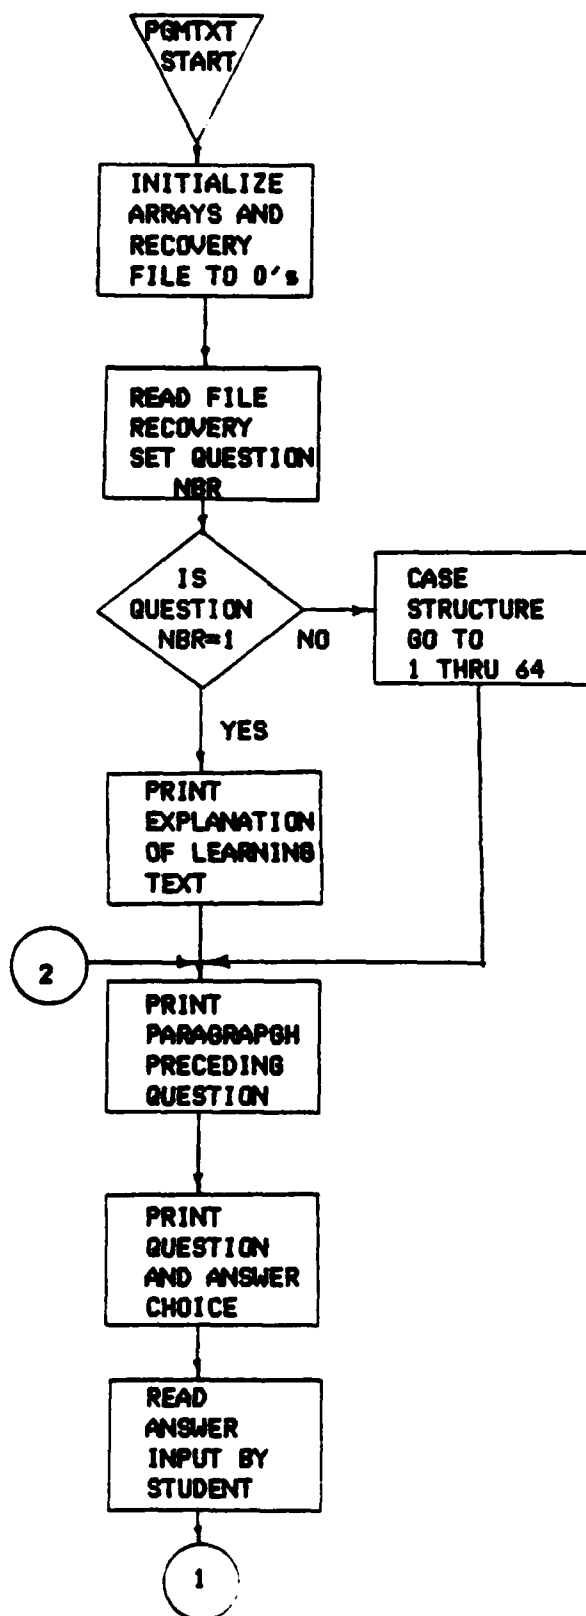 PGMTXT
START
INITIALIZE
ARRAYS AND
RECOVERY
FILE TO 0's
READ FILE
RECOVERY
SET QUESTION
NBR
IS
QUESTION
NBR=1
NO
CASE
STRUCTURE
GO TO
1 THRU 64
YES
PRINT
EXPLANATION
OF LEARNING
TEXT
2
PRINT
PARAGRAPGH
PRECEDING
QUESTION
PRINT
QUESTION
AND ANSWER
CHOICE
READ
ANSWER
INPUT BY
STUDENT
1